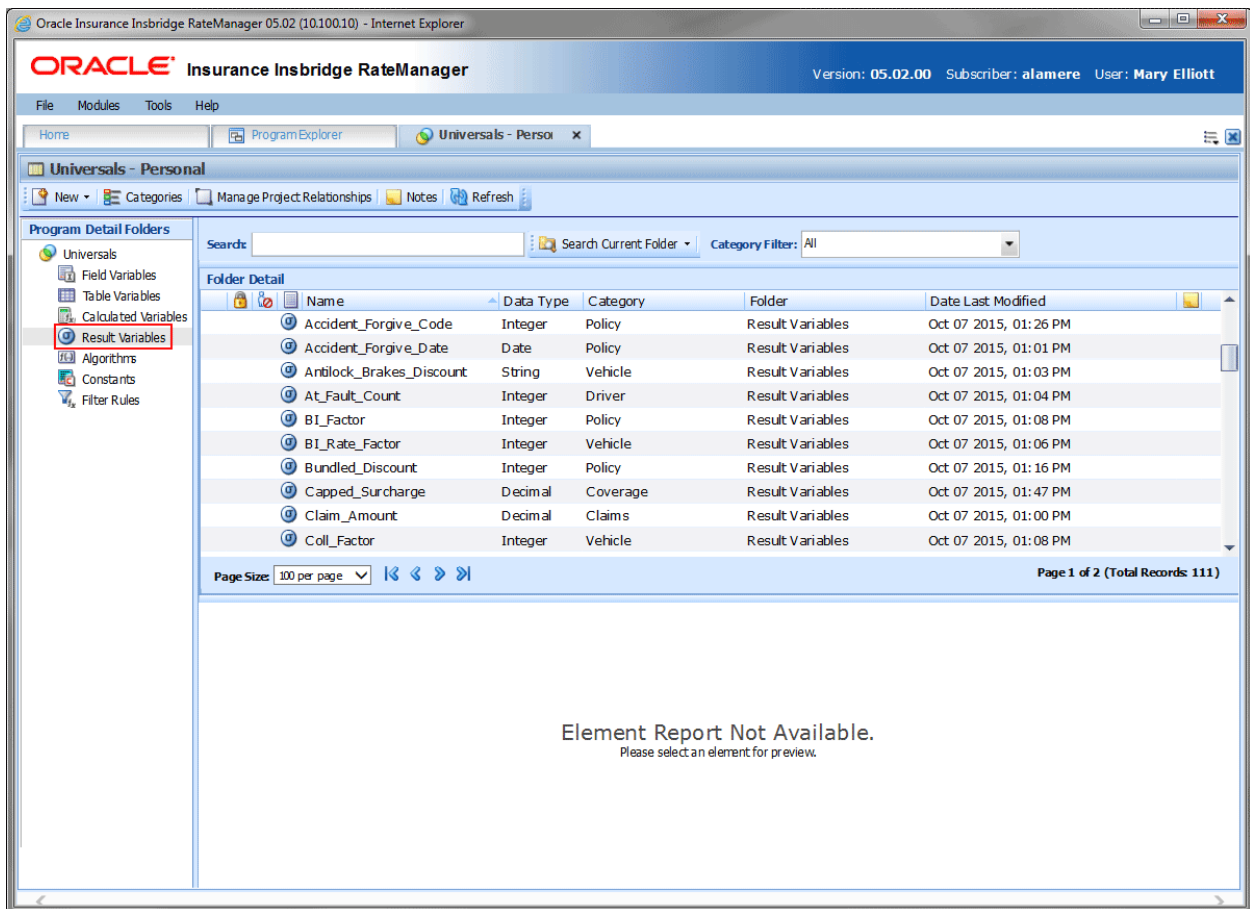 Oracle Insurance Insbridge RateManager 05.02 (10.100.10) - Internet Explorer
ORACLE Insurance Insbridge RateManager Version: 05.02.00 Subscriber: alamere User: Mary Elliott
File Modules Tools Help
Home Program Explorer Universals - Perso
Universals - Personal
New Categories Manage Project Relationships Notes Refresh
Program Detail Folders
Universals
Field Variables
Table Variables
Calculated Variables
Result Variables
Algorithms
Constants
Filter Rules
Search: Search Current Folder Category Filter: All
Folder Detail
Name Data Type Category Folder Date Last Modified
Accident_Forgive_Code Integer Policy Result Variables Oct 07 2015, 01:26 PM
Accident_Forgive_Date Date Policy Result Variables Oct 07 2015, 01:01 PM
Antilock_Brakes_Discount String Vehicle Result Variables Oct 07 2015, 01:03 PM
At_Fault_Count Integer Driver Result Variables Oct 07 2015, 01:04 PM
BI_Factor Integer Policy Result Variables Oct 07 2015, 01:08 PM
BI_Rate_Factor Integer Vehicle Result Variables Oct 07 2015, 01:06 PM
Bundled_Discount Integer Policy Result Variables Oct 07 2015, 01:16 PM
Capped_Surcharge Decimal Coverage Result Variables Oct 07 2015, 01:47 PM
Claim_Amount Decimal Claims Result Variables Oct 07 2015, 01:00 PM
Coll_Factor Integer Vehicle Result Variables Oct 07 2015, 01:08 PM
Page Size: 100 per page Page 1 of 2 (Total Records: 111)
Element Report Not Available.
Please select an element for preview.